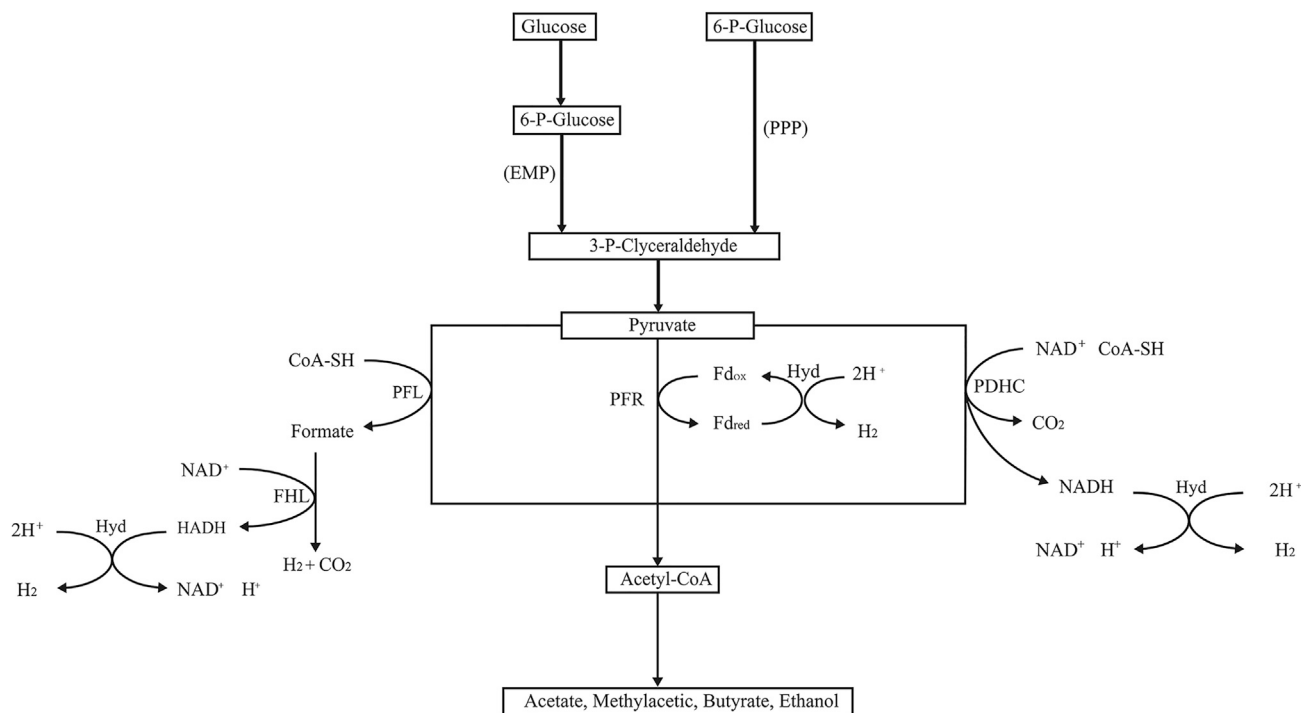 Glucose
6-P-Glucose
6-P-Glucose
(PPP)
(EMP)
3-P-Clyceraldehyde
Pyruvate
CoA-SH
PFL
Formate
NAD⁺
FHL
HADH
2H⁺
Hyd
H₂ + CO₂
H₂
NAD⁺ H⁺
PFR
Fdox
Hyd
2H⁺
Fdred
H₂
NAD⁺ CoA-SH
PDHC
CO₂
NADH
Hyd
2H⁺
NAD⁺ H⁺
H₂
Acetyl-CoA
Acetate, Methylacetic, Butyrate, Ethanol